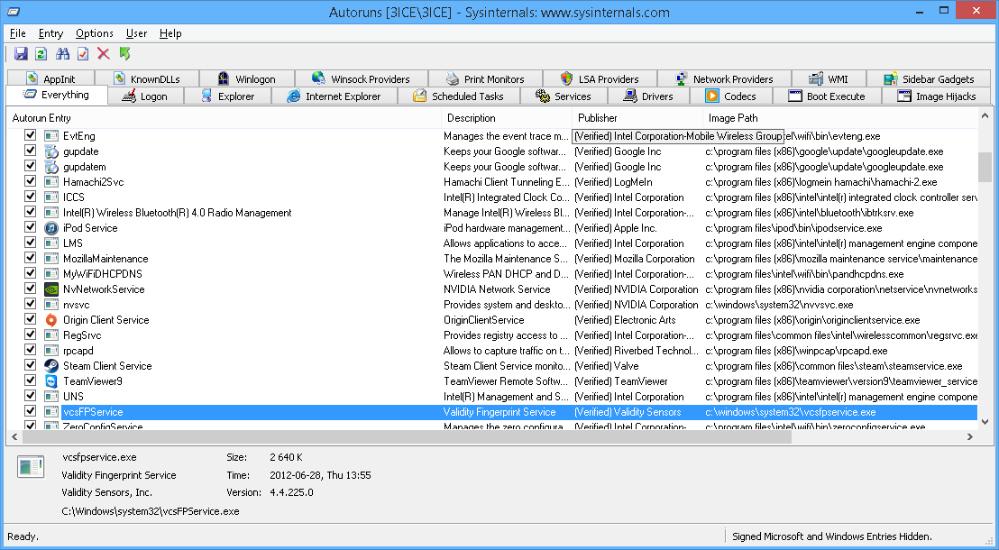 Autoruns [3ICE\3ICE] - Sysinternals: www.sysinternals.com
File Entry Options User Help
AppInit KnownDLLs Winlogon Winsock Providers Print Monitors LSA Providers Network Providers WMI Sidebar Gadgets
Everything Logon Explorer Internet Explorer Scheduled Tasks Services Drivers Codecs Boot Execute Image Hijacks
Autorun Entry Description Publisher Image Path
EvtEng Manages the event trace m... (Verified) Intel Corporation-Mobile Wireless Group tel\wifi\bin\evteng.exe
gupdate Keeps your Google softwar... (Verified) Google Inc c:\program files (x86)\google\update\googleupdate.exe
gupdatem Keeps your Google softwar... (Verified) Google Inc c:\program files (x86)\google\update\googleupdate.exe
Hamachi2Svc Hamachi Client Tunneling E... (Verified) LogMeIn c:\program files (x86)\logmein hamachi\hamachi-2.exe
ICCS Intel(R) Integrated Clock Co... (Verified) Intel Corporation c:\program files (x86)\intel\intel(r) integrated clock controller serv
Intel(R) Wireless Bluetooth(R) 4.0 Radio Management Manage Intel(R) Wireless Bl... (Verified) Intel Corporation-... c:\program files (x86)\intel\bluetooth\ibtrksrv.exe
iPod Service iPod hardware management... (Verified) Apple Inc. c:\program files\ipod\bin\ipodservice.exe
LMS Allows applications to acce... (Verified) Intel Corporation c:\program files (x86)\intel\intel(r) management engine compone
MozillaMaintenance The Mozilla Maintenance S... (Verified) Mozilla Corporation c:\program files (x86)\mozilla maintenance service\maintenance
MyWiFiDHCPDNS Wireless PAN DHCP and D... (Verified) Intel Corporation-... c:\program files\intel\wifi\bin\pandhcpdns.exe
NvNetworkService NVIDIA Network Service (Verified) NVIDIA Corporation c:\program files (x86)\nvidia corporation\netservice\nvnetworks
nvsvc Provides system and deskto... (Verified) NVIDIA Corporation c:\windows\system32\nvvsvc.exe
Origin Client Service OriginClientService (Verified) Electronic Arts c:\program files (x86)\origin\originclientservice.exe
RegSrvc Provides registry access to ... (Verified) Intel Corporation-... c:\program files\common files\intel\wirelesscommon\regsrvc.exe
rpcapd Allows to capture traffic on t... (Verified) Riverbed Technol... c:\program files (x86)\winpcap\rpcapd.exe
Steam Client Service Steam Client Service monito... (Verified) Valve c:\program files (x86)\common files\steam\steamservice.exe
TeamViewer9 TeamViewer Remote Softw... (Verified) TeamViewer c:\program files (x86)\teamviewer\version9\teamviewer_service
UNS Intel(R) Management and S... (Verified) Intel Corporation c:\program files (x86)\intel\intel(r) management engine compone
vcsFPService Validity Fingerprint Service (Verified) Validity Sensors c:\windows\system32\vcsfpservice.exe
ZeroConfigService Manages the zero configura... (Verified) Intel Corporation-... c:\program files\intel\wifi\bin\zeroconfigservice.exe
vcsfpservice.exe Size: 2 640 K
Validity Fingerprint Service Time: 2012-06-28, Thu 13:55
Validity Sensors, Inc. Version: 4.4.225.0
C:\Windows\system32\vcsFPService.exe
Ready. Signed Microsoft and Windows Entries Hidden.